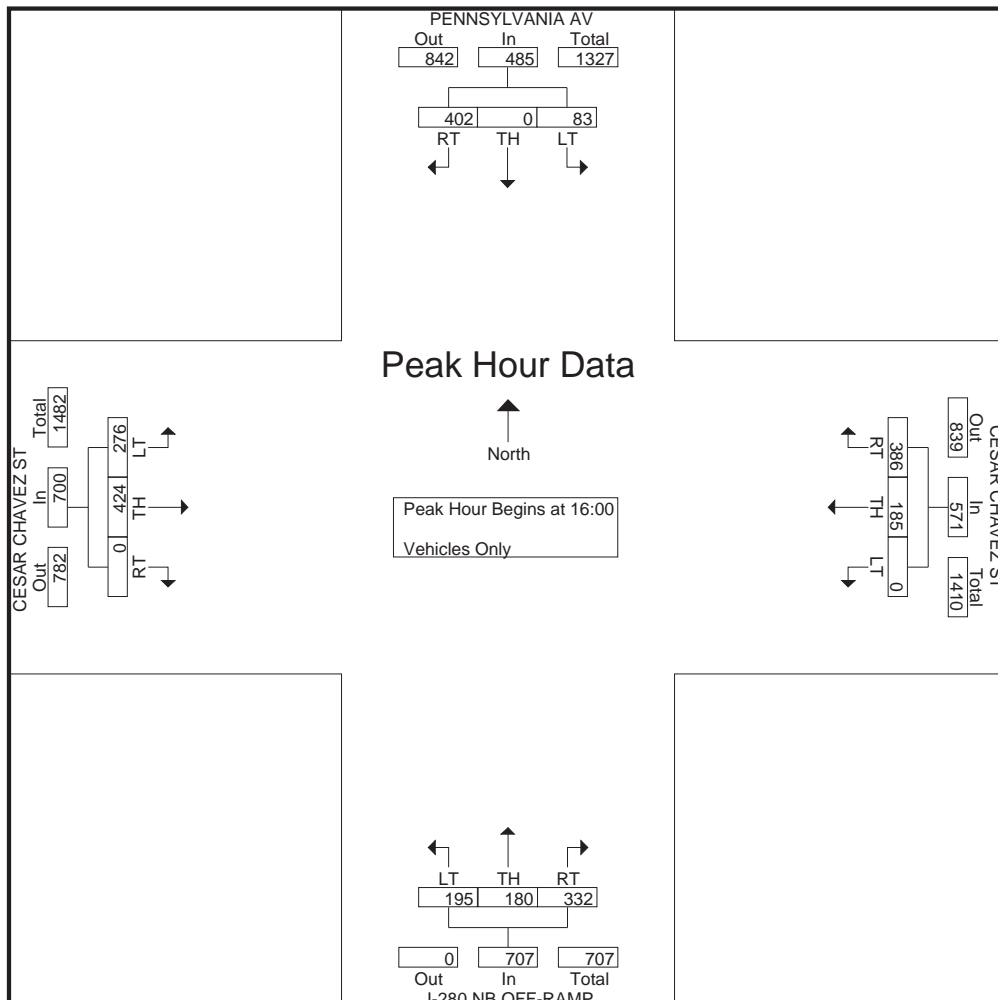 PENNSYLVANIA AV
Out In Total
842 485 1327
402 0 83
RT TH LT
Peak Hour Data
North
Peak Hour Begins at 16:00
Vehicles Only
CESAR CHAVEZ ST
Out In Total
782 700 1482
0 424 276
RT TH LT
CESAR CHAVEZ ST
Out In Total
839 571 1410
386 185 0
RT TH LT
LT TH RT
195 180 332
0 707 707
Out In Total
I-280 NB OFF-RAMP